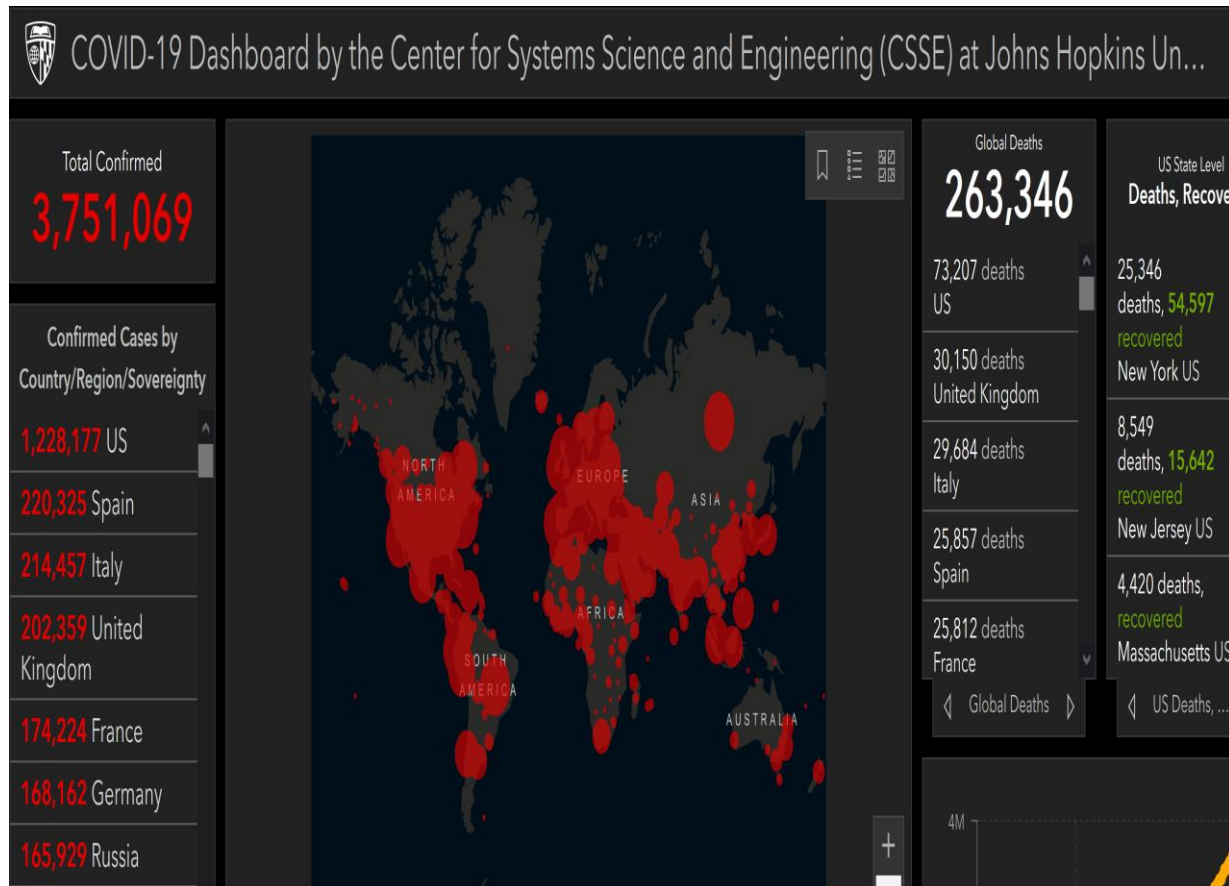 COVID-19 Dashboard by the Center for Systems Science and Engineering (CSSE) at Johns Hopkins Un...
Total Confirmed
3,751,069
Confirmed Cases by
Country/Region/Sovereignty
1,228,177 US
220,325 Spain
214,457 Italy
202,359 United
Kingdom
174,224 France
168,162 Germany
165,929 Russia
NORTH
AMERICA
EUROPE
ASIA
AFRICA
SOUTH
AMERICA
AUSTRALIA
+
Global Deaths
263,346
73,207 deaths
US
30,150 deaths
United Kingdom
29,684 deaths
Italy
25,857 deaths
Spain
25,812 deaths
France
Global Deaths
US State Level
Deaths, Recove
25,346
deaths, 54,597
recovered
New York US
8,549
deaths, 15,642
recovered
New Jersey US
4,420 deaths,
recovered
Massachusetts US
US Deaths, ...
4M